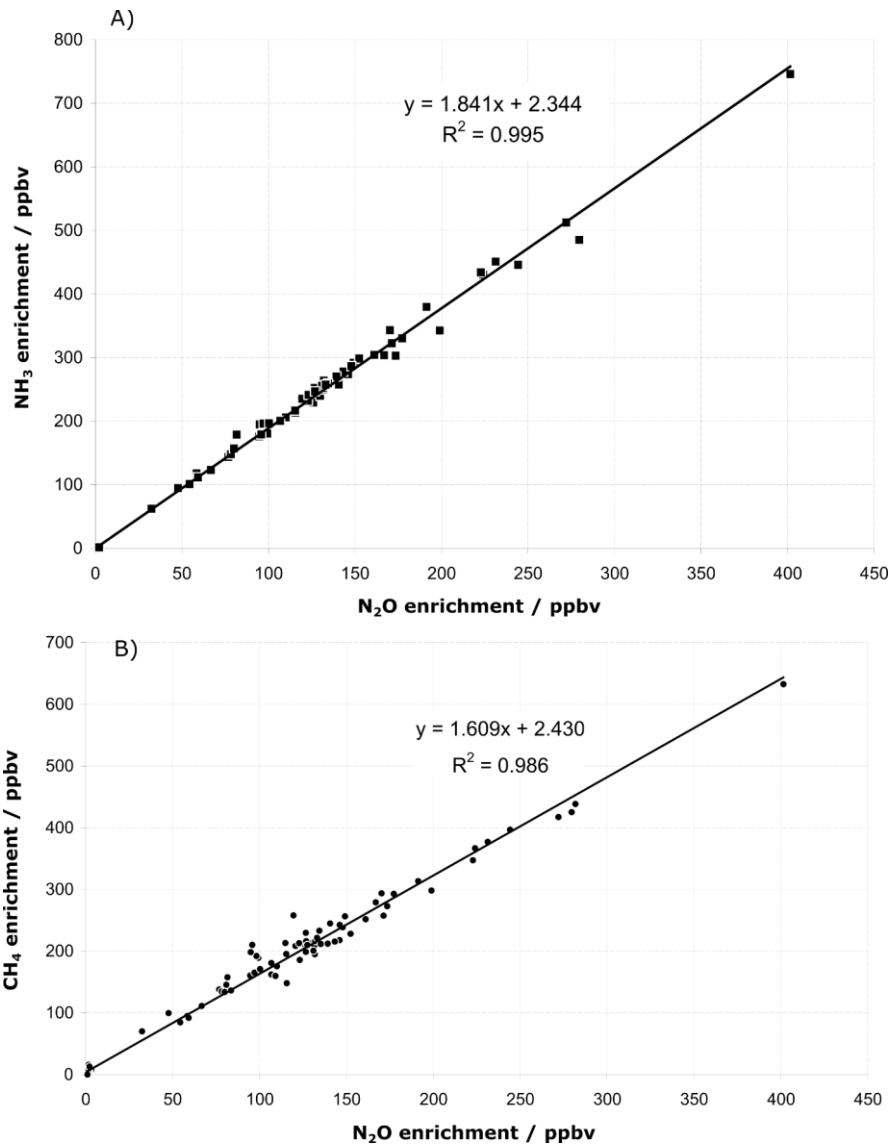 A)
800
700
600
500
400
300
200
100
0
NH₃ enrichment / ppbv
y = 1.841x + 2.344
R² = 0.995
0 50 100 150 200 250 300 350 400 450
N₂O enrichment / ppbv
B)
700
600
500
400
300
200
100
0
CH₄ enrichment / ppbv
y = 1.609x + 2.430
R² = 0.986
0 50 100 150 200 250 300 350 400 450
N₂O enrichment / ppbv